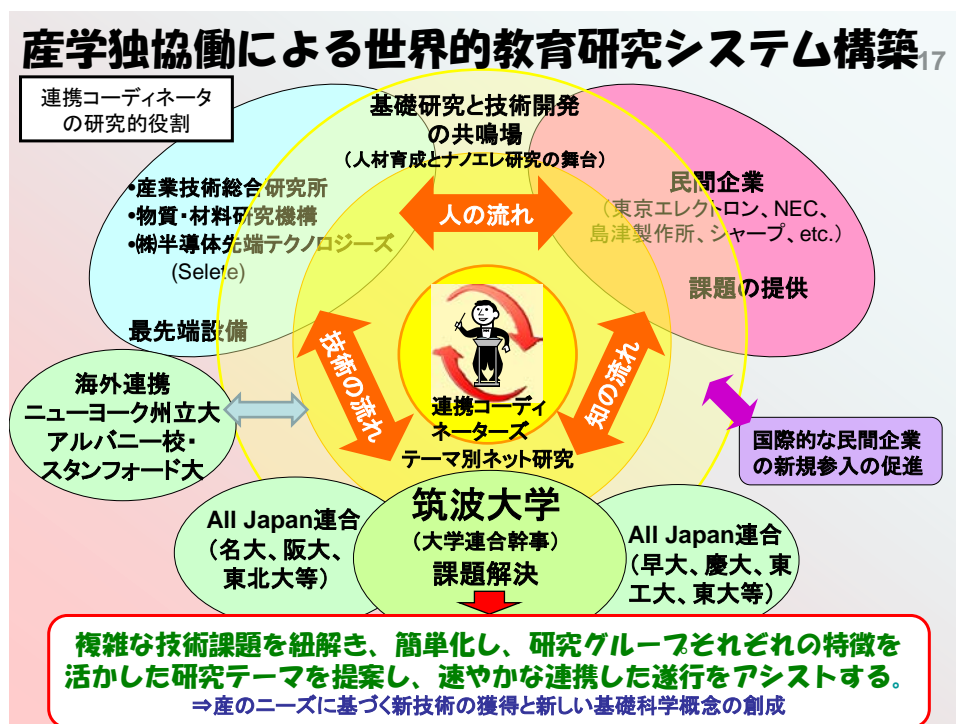 産学独協働による世界的教育研究システム構築
17
連携コーディネータ
の研究的役割
基礎研究と技術開発
の共鳴場
(人材育成とナノエレ研究の舞台)
•産業技術総合研究所
•物質・材料研究機構
•㈱半導体先端テクノロジーズ
(Selete)
最先端設備
人の流れ
民間企業
(東京エレクトロン、NEC、
島津製作所、シャープ、etc.)
課題の提供
技術の流れ
知の流れ
連携コーディ
ネーターズ
テーマ別ネット研究
海外連携
ニューヨーク州立大
アルバニー校・
スタンフォード大
国際的な民間企業
の新規参入の促進
All Japan連合
(名大、阪大、
東北大等)
筑波大学
(大学連合幹事)
課題解決
All Japan連合
(早大、慶大、東
工大、東大等)
複雑な技術課題を紐解き、簡単化し、研究グループそれぞれの特徴を
活かした研究テーマを提案し、速やかな連携した遂行をアシストする。
⇒産のニーズに基づく新技術の獲得と新しい基礎科学概念の創成